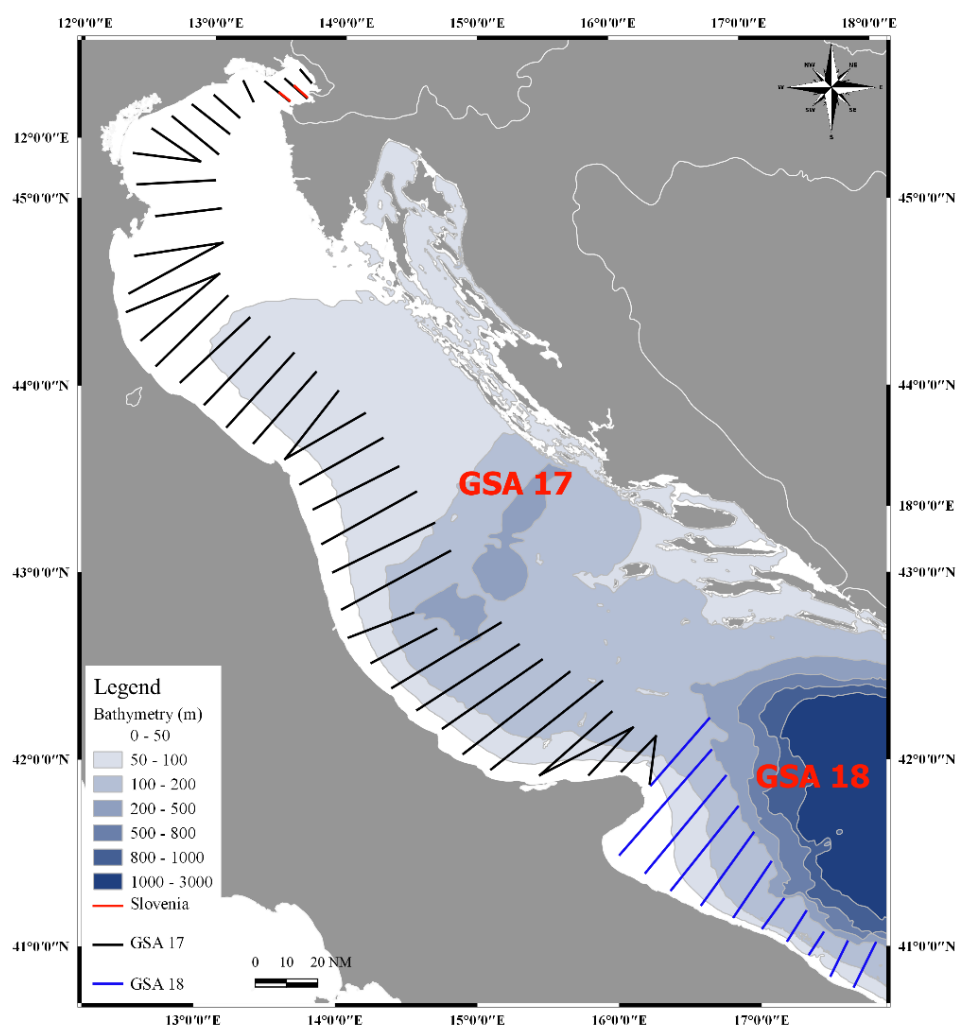 12°0′0″E 13°0′0″E 14°0′0″E 15°0′0″E 16°0′0″E 17°0′0″E 18°0′0″E
N
NW NE
W E
SW SE
S
12°0′0″E
45°0′0″N 45°0′0″N
44°0′0″N 44°0′0″N
GSA 17
18°0′0″E
43°0′0″N 43°0′0″N
42°0′0″N 42°0′0″N
GSA 18
Legend
Bathymetry (m)
0 - 50
50 - 100
100 - 200
200 - 500
500 - 800
800 - 1000
1000 - 3000
Slovenia
GSA 17
GSA 18
0 10 20 NM
41°0′0″N 41°0′0″N
13°0′0″E 14°0′0″E 15°0′0″E 16°0′0″E 17°0′0″E